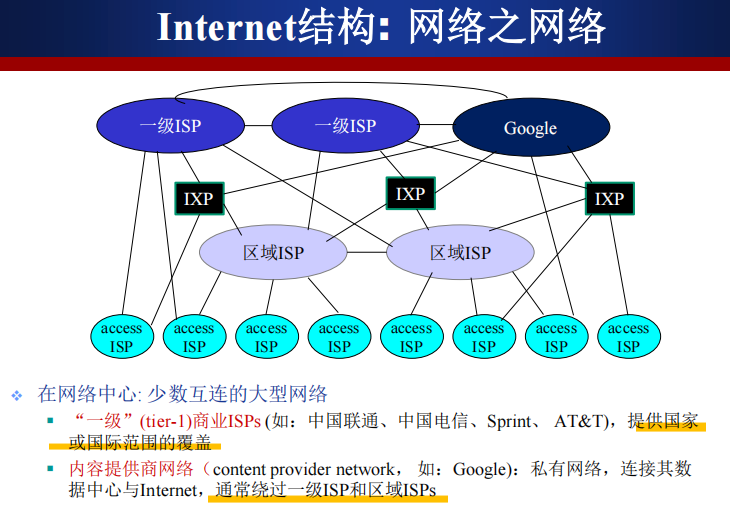 Internet结构: 网络之网络
一级ISP
一级ISP
Google
IXP
IXP
IXP
区域ISP
区域ISP
access
ISP
access
ISP
access
ISP
access
ISP
access
ISP
access
ISP
access
ISP
access
ISP
在网络中心: 少数互连的大型网络
“一级”(tier-1)商业ISPs (如：中国联通、中国电信、Sprint、 AT&T)，提供国家
或国际范围的覆盖
内容提供商网络（content provider network， 如：Google)：私有网络，连接其数
据中心与Internet，通常绕过一级ISP和区域ISPs